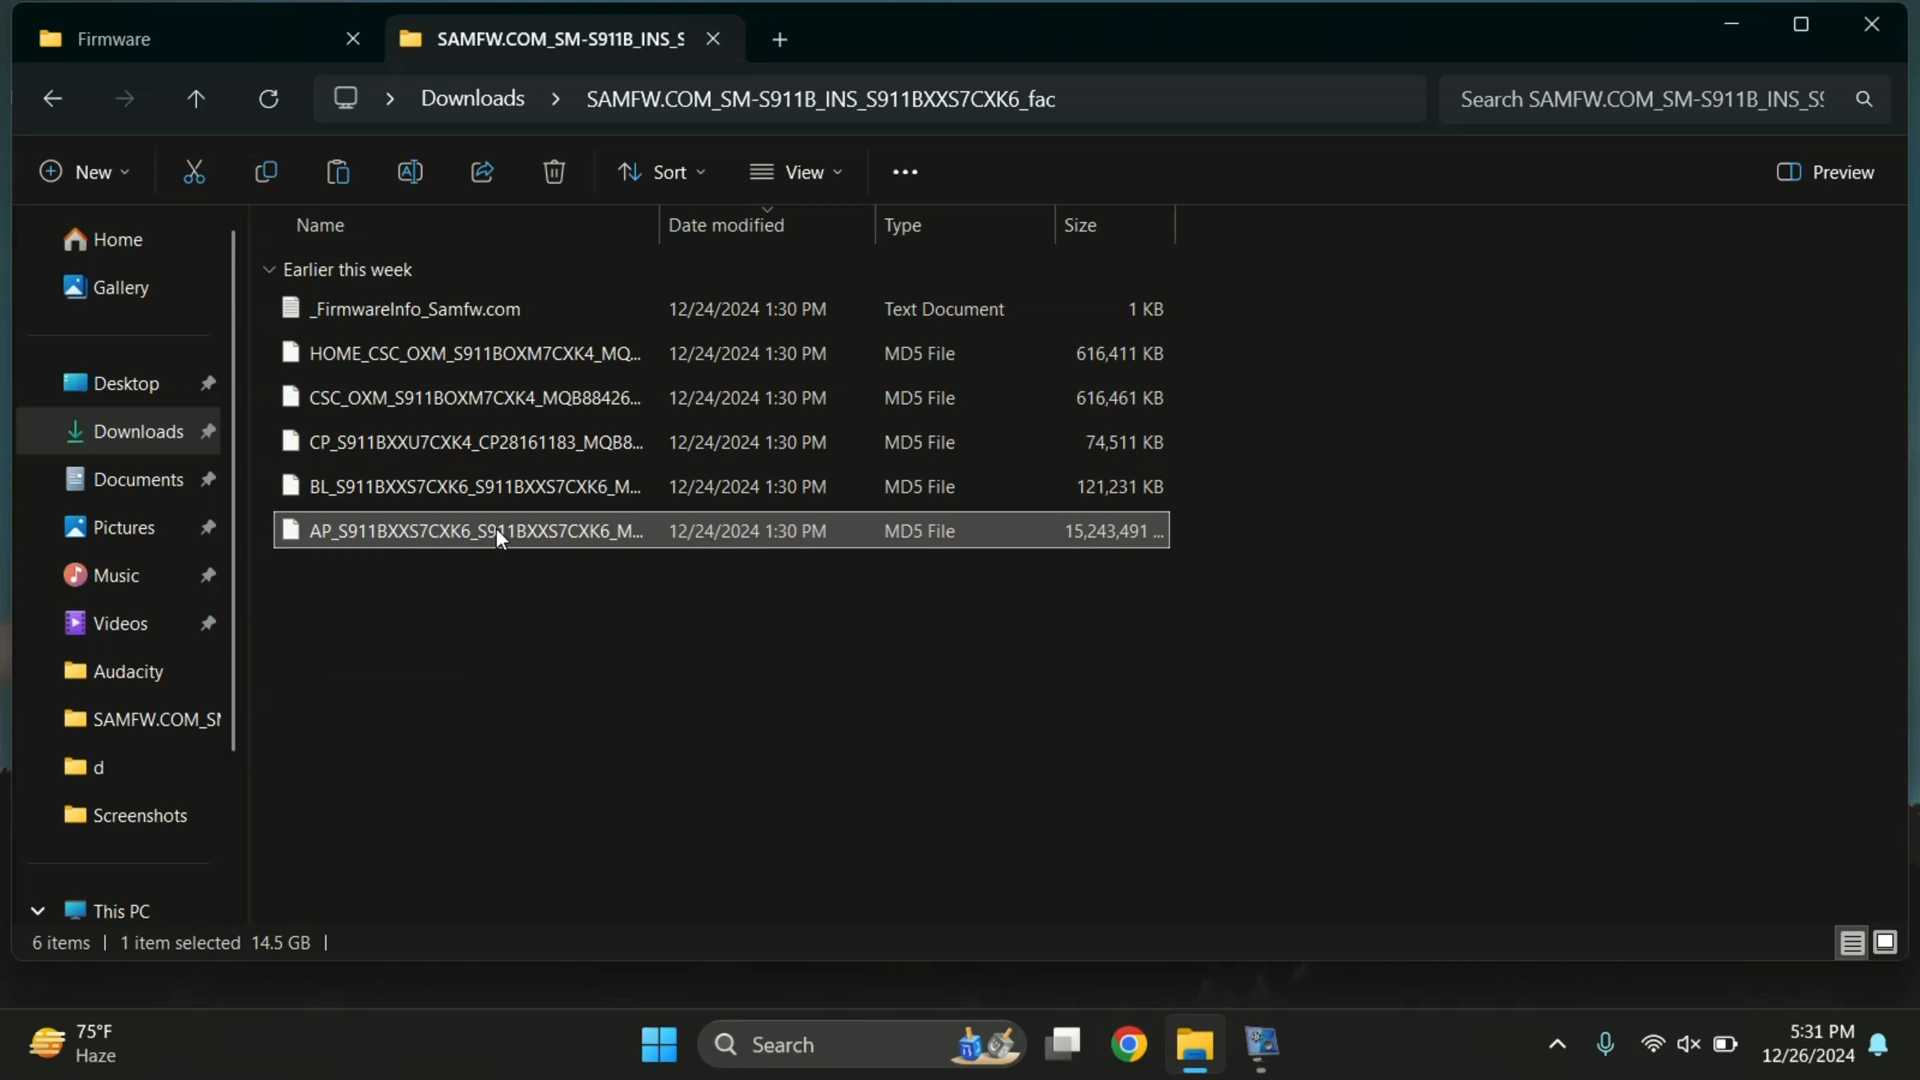 Firmware
SAMFW.COM_SM-S911B_INS_S
Downloads
SAMFW.COM_SM-S911B_INS_S911BXXS7CXK6_fac
Search SAMFW.COM_SM-S911B_INS_S9
New
Sort
View
Preview
Name Date modified Type Size
Home
Gallery
Desktop
Downloads
Documents
Pictures
Music
Videos
Audacity
SAMFW.COM_SM
d
Screenshots
This PC
Earlier this week
_FirmwareInfo_Samfw.com 12/24/2024 1:30 PM Text Document 1 KB
HOME_CSC_OXM_S911BOXM7CXK4_MQ... 12/24/2024 1:30 PM MD5 File 616,411 KB
CSC_OXM_S911BOXM7CXK4_MQB88426... 12/24/2024 1:30 PM MD5 File 616,461 KB
CP_S911BXXU7CXK4_CP28161183_MQB8... 12/24/2024 1:30 PM MD5 File 74,511 KB
BL_S911BXXS7CXK6_S911BXXS7CXK6_M... 12/24/2024 1:30 PM MD5 File 121,231 KB
AP_S911BXXS7CXK6_S911BXXS7CXK6_M... 12/24/2024 1:30 PM MD5 File 15,243,491 ...
6 items | 1 item selected 14.5 GB |
75°F
Haze
Search
5:31 PM
12/26/2024